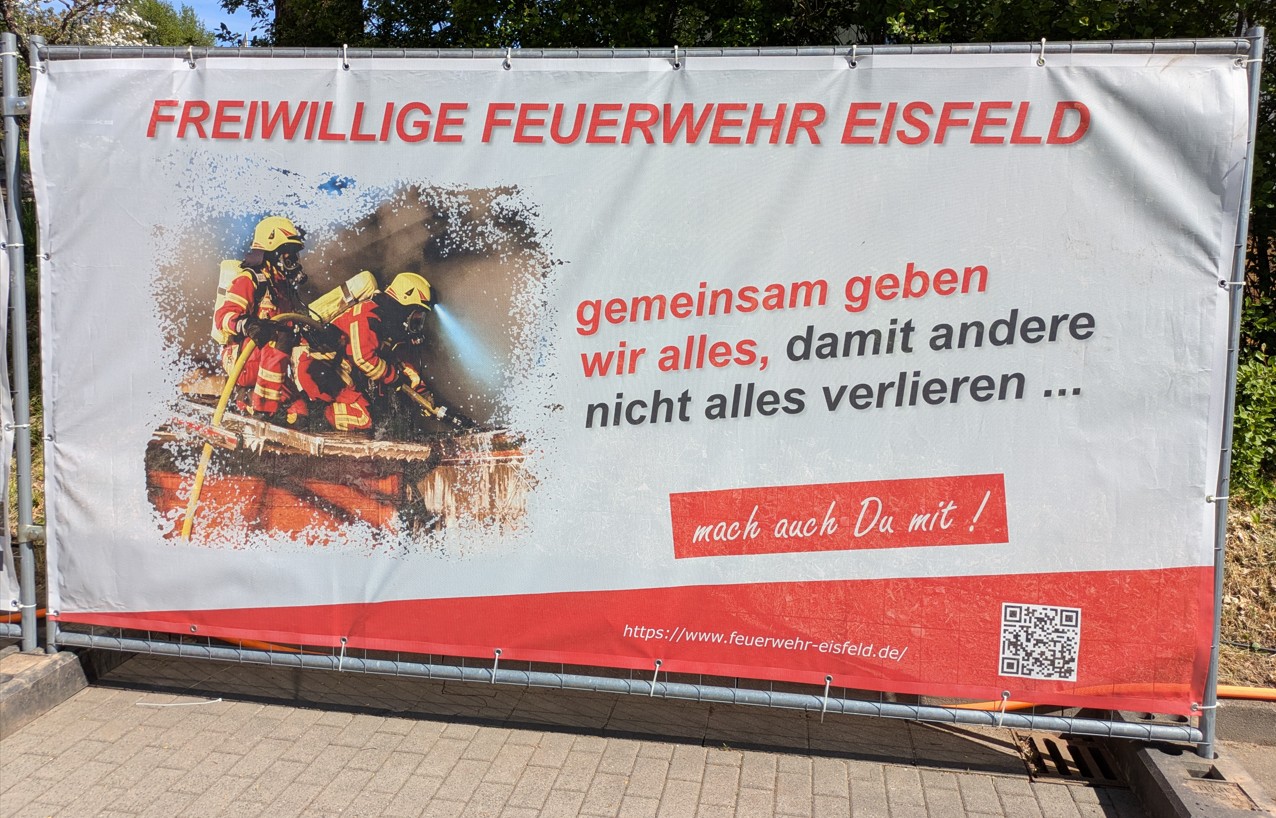 FREIWILLIGE FEUERWEHR EISFELD
gemeinsam geben
wir alles, damit andere
nicht alles verlieren ...
mach auch Du mit !
https://www.feuerwehr-eisfeld.de/